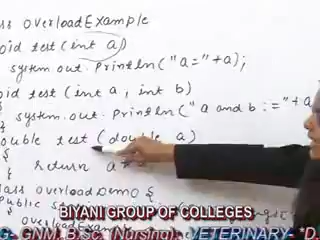 ss OverloadExample
oid test (int a)
system.out.println("a="+a);
oid test (int a, int b)
system.out.println("a and b :="+a
ouble test (double a)
{
return a
ass OverloadDemo {
Public s
BIYANI GROUP OF COLLEGES
G- GNM, B.Sc. (Nursing), VETERINARY- *D.